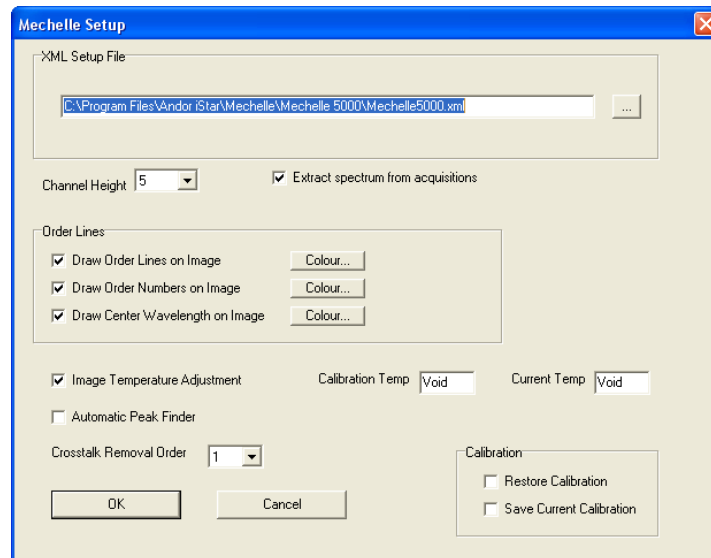 Mechelle Setup
XML Setup File
C:\Program Files\Andor iStar\Mechelle\Mechelle 5000\Mechelle5000.xml
...
Channel Height 5
Extract spectrum from acquisitions
Order Lines
Draw Order Lines on Image Colour...
Draw Order Numbers on Image Colour...
Draw Center Wavelength on Image Colour...
Image Temperature Adjustment Calibration Temp Void Current Temp Void
Automatic Peak Finder
Crosstalk Removal Order 1
Calibration
Restore Calibration
Save Current Calibration
OK Cancel